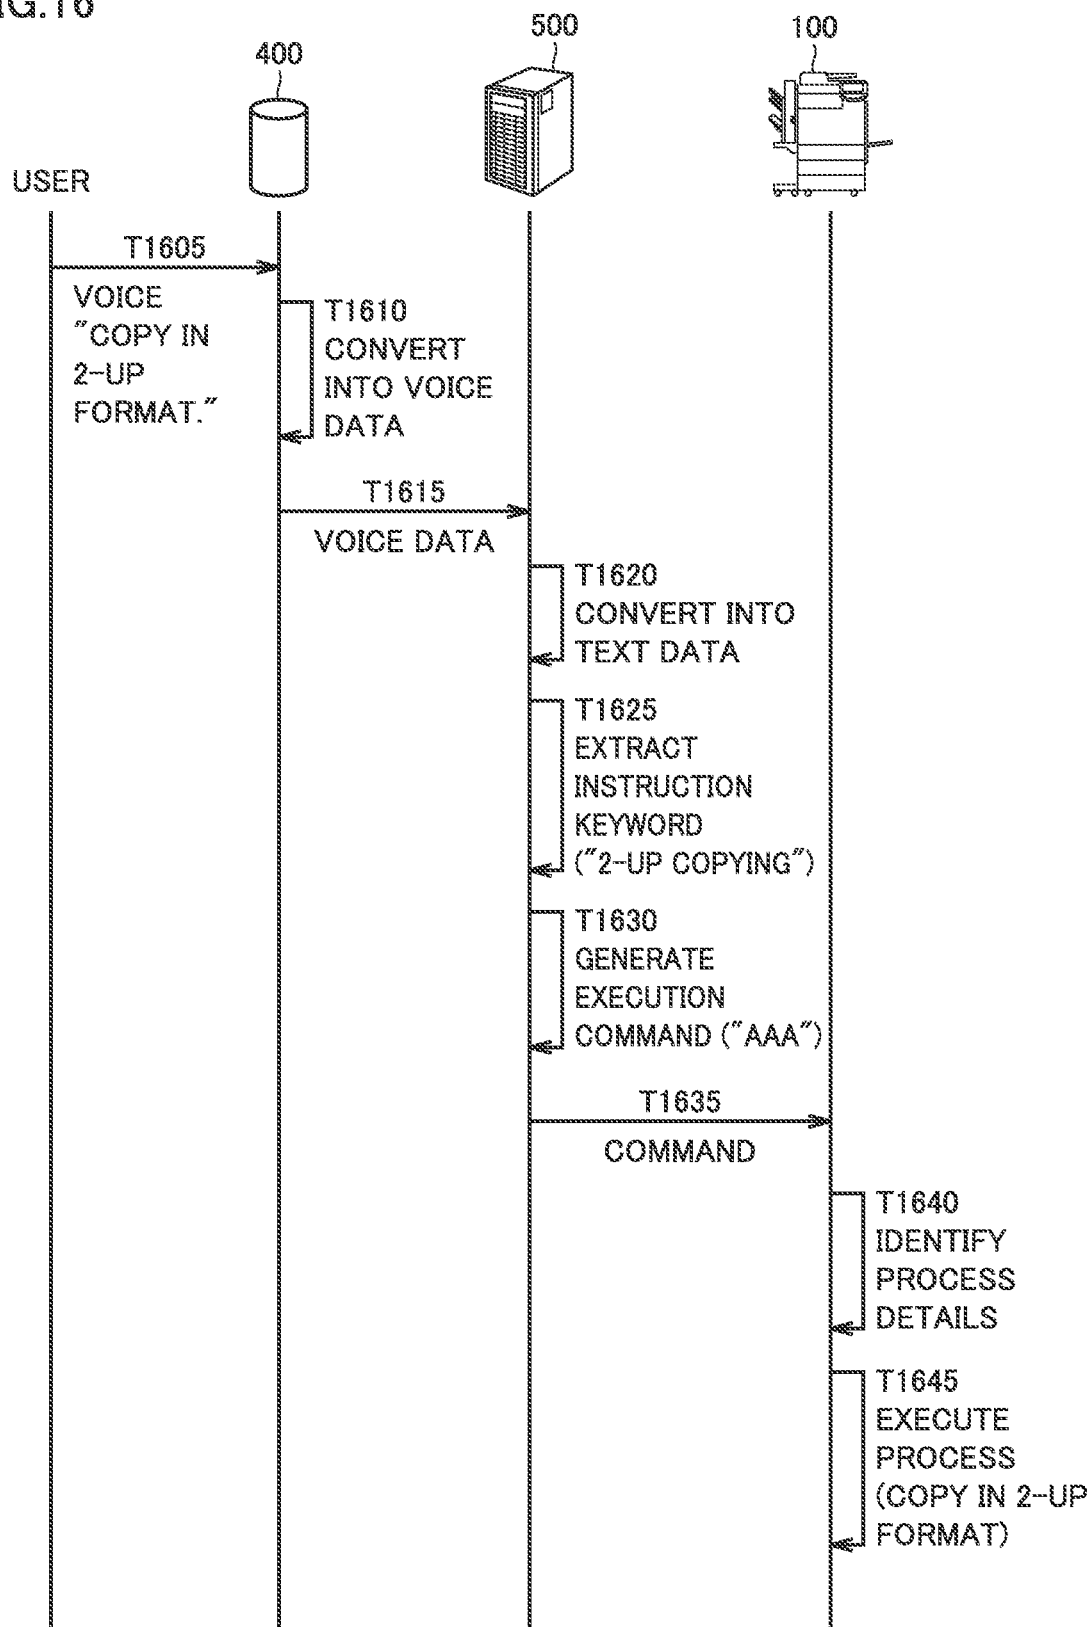 IG.16
400
500
100
USER
T1605
VOICE
"COPY IN
2-UP
FORMAT."
T1610
CONVERT
INTO VOICE
DATA
T1615
VOICE DATA
T1620
CONVERT INTO
TEXT DATA
T1625
EXTRACT
INSTRUCTION
KEYWORD
("2-UP COPYING")
T1630
GENERATE
EXECUTION
COMMAND ("AAA")
T1635
COMMAND
T1640
IDENTIFY
PROCESS
DETAILS
T1645
EXECUTE
PROCESS
(COPY IN 2-UP
FORMAT)